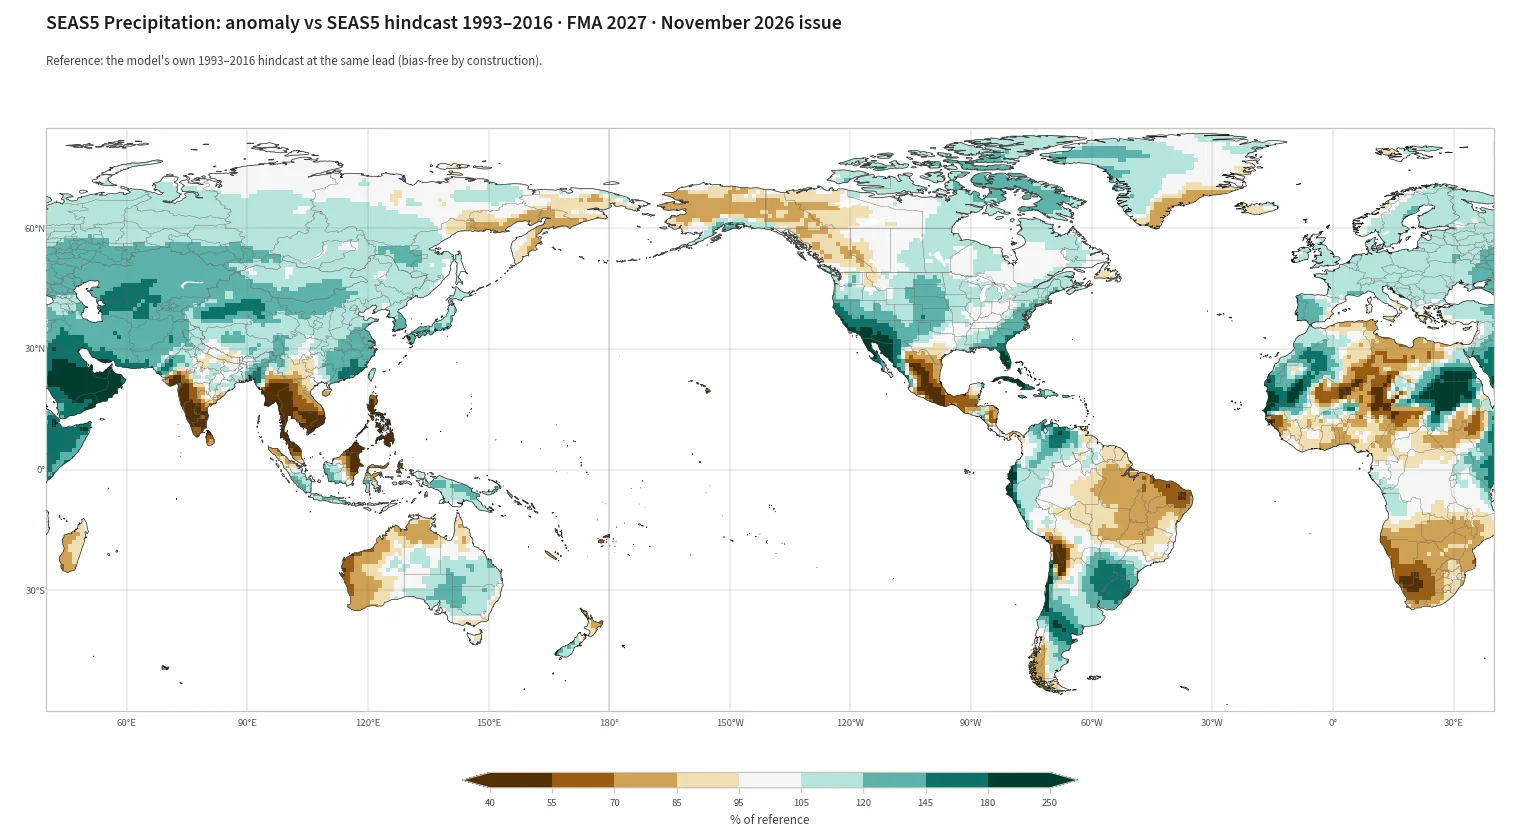 SEAS5 Precipitation: anomaly vs SEAS5 hindcast 1993–2016 · FMA 2027 · November 2026 issue
Reference: the model's own 1993–2016 hindcast at the same lead (bias-free by construction).
60°N
30°N
0°
30°S
60°E 90°E 120°E 150°E 180° 150°W 120°W 90°W 60°W 30°W 0° 30°E
40 55 70 85 95 105 120 145 180 250
% of reference